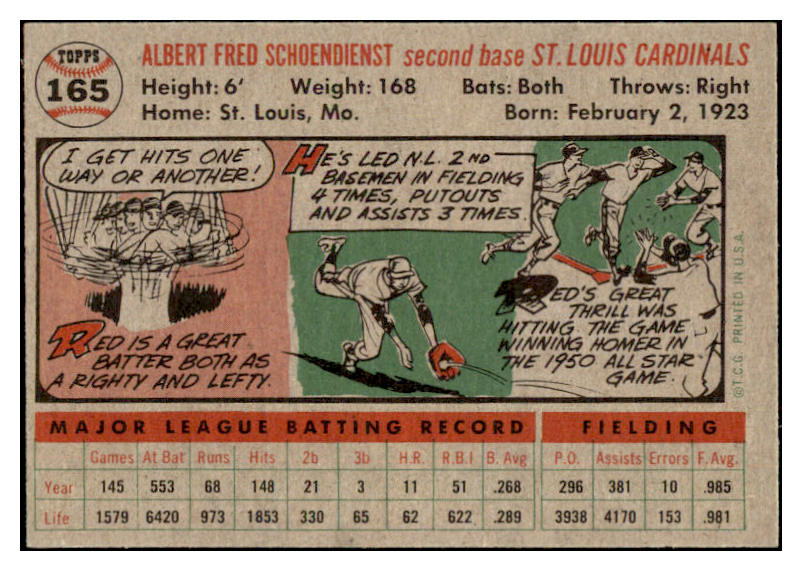 TOPPS
165
ALBERT FRED SCHOENDIENST second base ST. LOUIS CARDINALS
Height: 6' Weight: 168 Bats: Both Throws: Right
Home: St. Louis, Mo. Born: February 2, 1923
I GET HITS ONE
WAY OR ANOTHER!
RED IS A GREAT
BATTER BOTH AS
A RIGHTY AND LEFTY.
HE'S LED N.L. 2ND
BASEMEN IN FIELDING
4 TIMES, PUTOUTS
AND ASSISTS 3 TIMES.
RED'S GREAT
THRILL WAS
HITTING THE GAME
WINNING HOMER IN
THE 1950 ALL STAR
GAME.
©T.C.G. PRINTED IN U.S.A.
MAJOR LEAGUE BATTING RECORD FIELDING
Games At Bat Runs Hits 2b 3b H.R. R.B.I B. Avg P.O. Assists Errors F. Avg.
Year 145 553 68 148 21 3 11 51 .268 296 381 10 .985
Life 1579 6420 973 1853 330 65 62 622 .289 3938 4170 153 .981